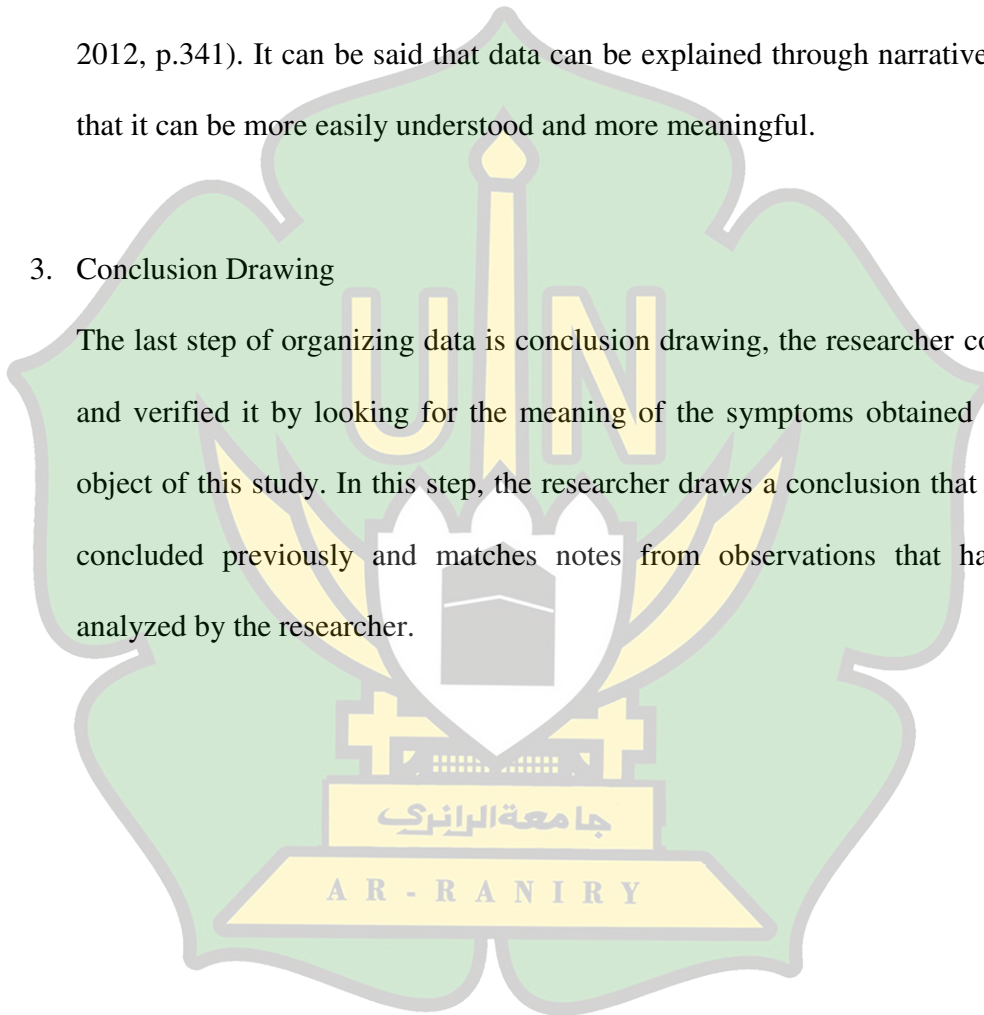 2012, p.341). It can be said that data can be explained through narrative
that it can be more easily understood and more meaningful.
3. Conclusion Drawing
The last step of organizing data is conclusion drawing, the researcher co
and verified it by looking for the meaning of the symptoms obtained
object of this study. In this step, the researcher draws a conclusion that
concluded previously and matches notes from observations that ha
analyzed by the researcher.
UIN
جامعة الرانري
AR-RANIRY